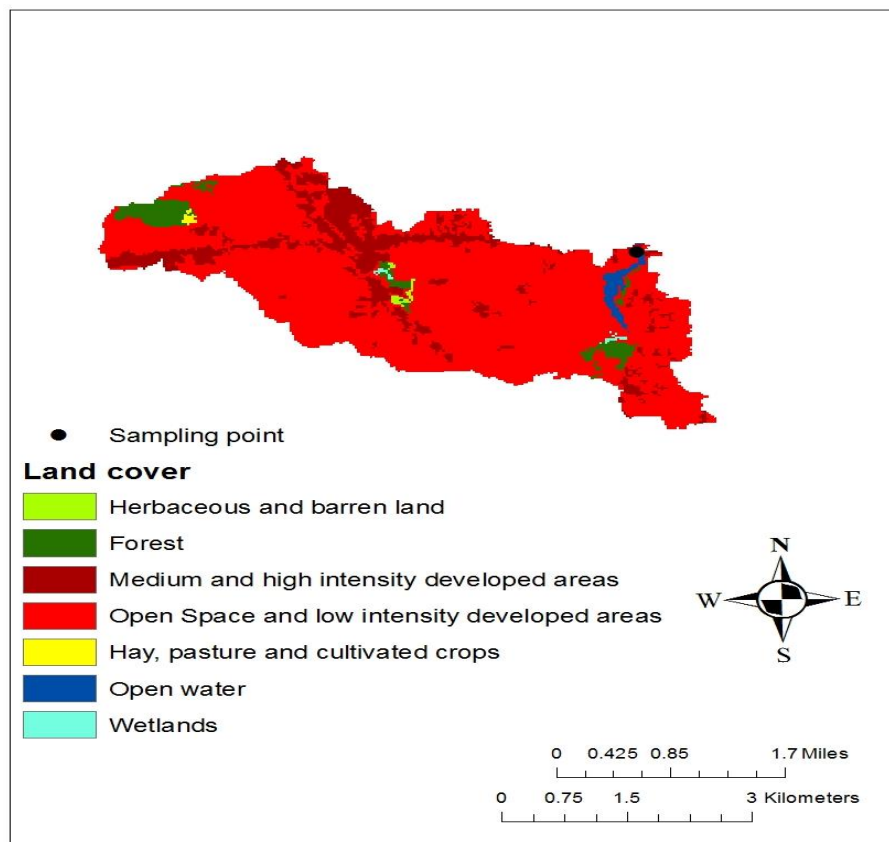 Sampling point
Land cover
Herbaceous and barren land
Forest
Medium and high intensity developed areas
Open Space and low intensity developed areas
Hay, pasture and cultivated crops
Open water
Wetlands
N
W E
S
0 0.425 0.85 1.7 Miles
0 0.75 1.5 3 Kilometers